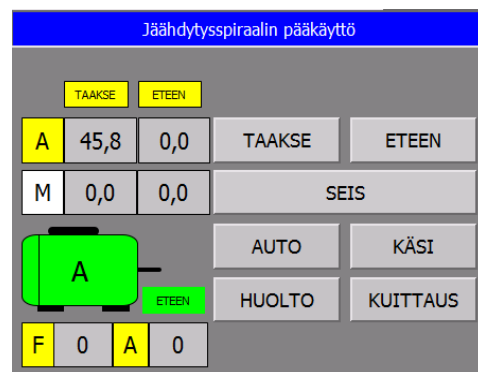 Jäähdytysspiraalin pääkäyttö
TAAKSE ETEEN
A 45,8 0,0 TAAKSE ETEEN
M 0,0 0,0 SEIS
AUTO KÄSI
A
ETEEN HUOLTO KUITTAUS
F 0 A 0